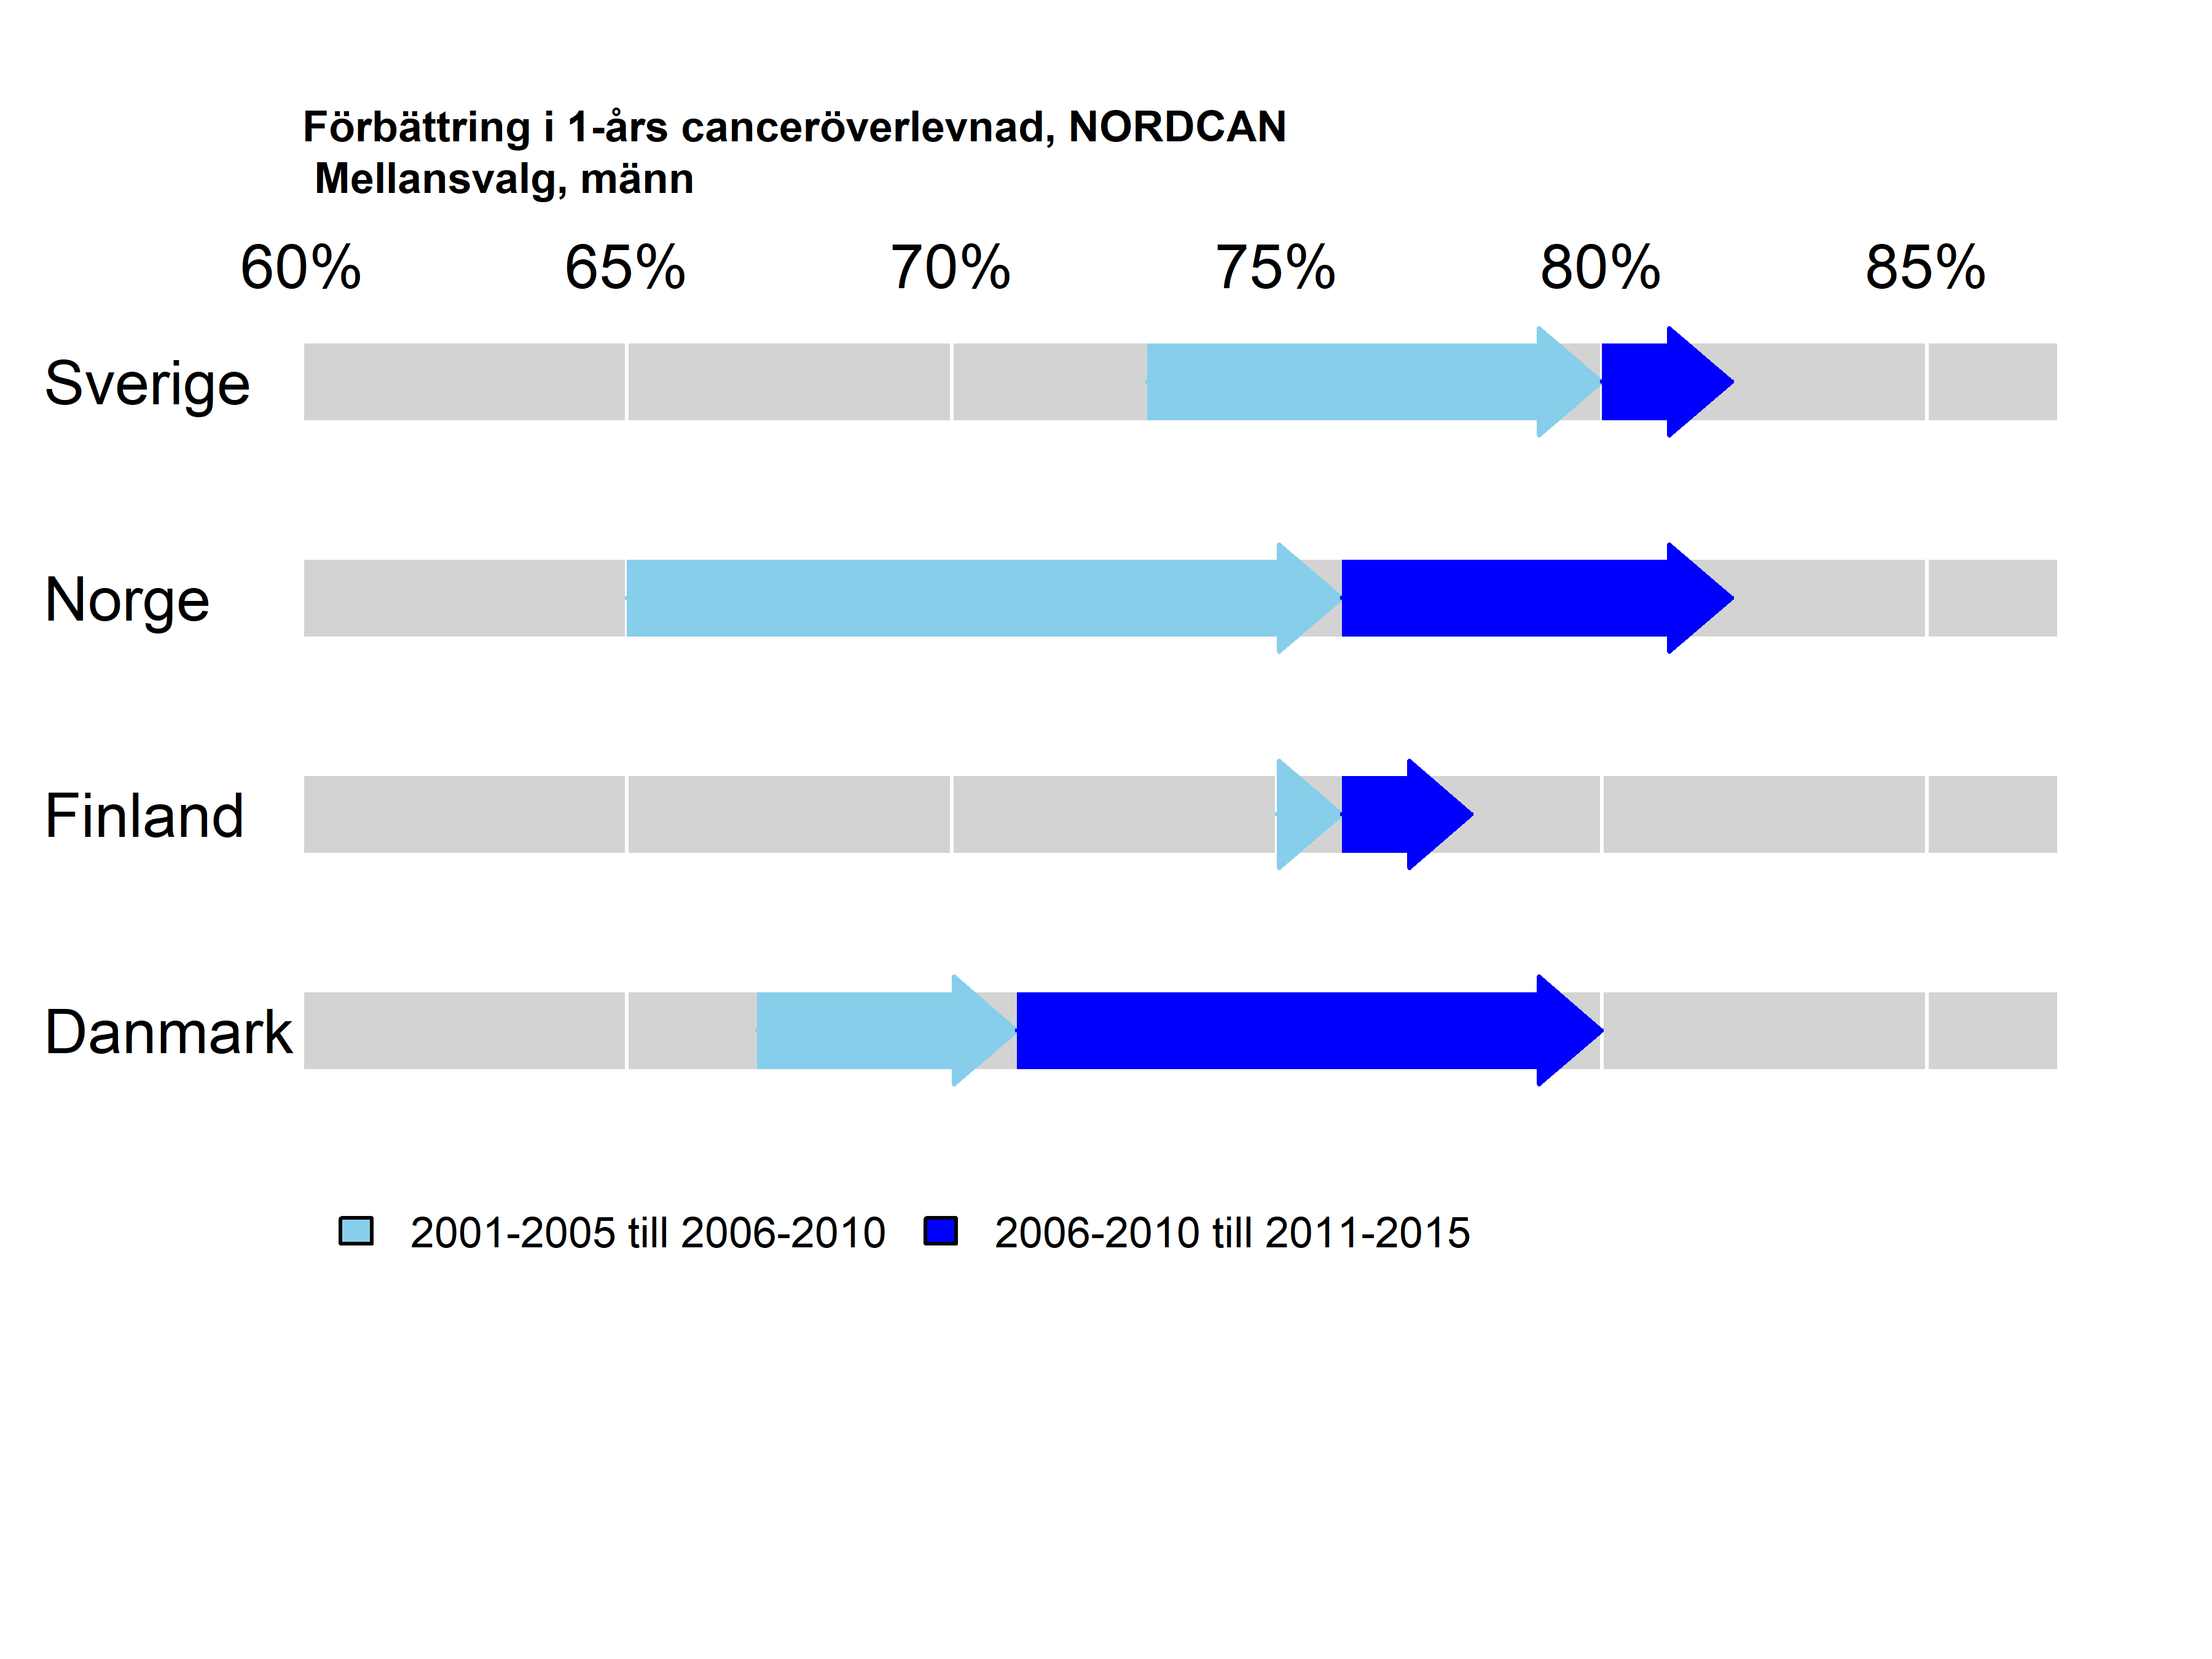 Förbättring i 1-års canceröverlevnad, NORDCAN
Mellansvalg, männ
60% 65% 70% 75% 80% 85%
Sverige
Norge
Finland
Danmark
2001-2005 till 2006-2010 2006-2010 till 2011-2015